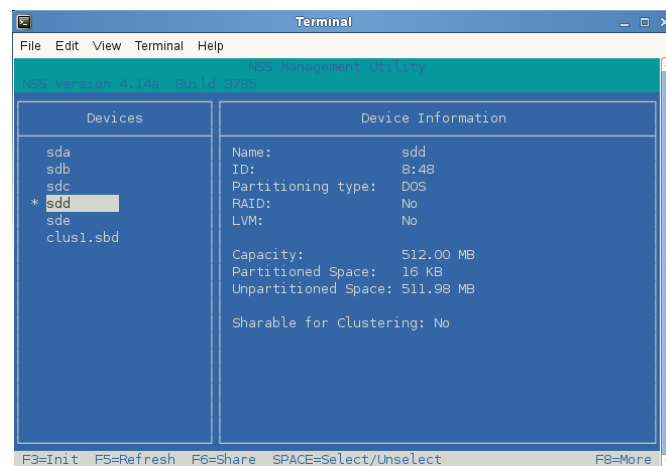 Terminal
File Edit View Terminal Help
NSS Management Utility
NSS Version 4.14a Build 3785
Devices
sda
sdb
sdc
* sdd
sde
clus1.sbd
Device Information
Name: sdd
ID: 8:48
Partitioning type: DOS
RAID: No
LVM: No
Capacity: 512.00 MB
Partitioned Space: 16 KB
Unpartitioned Space: 511.98 MB
Sharable for Clustering: No
F3=Init F5=Refresh F6=Share SPACE=Select/Unselect F8=More